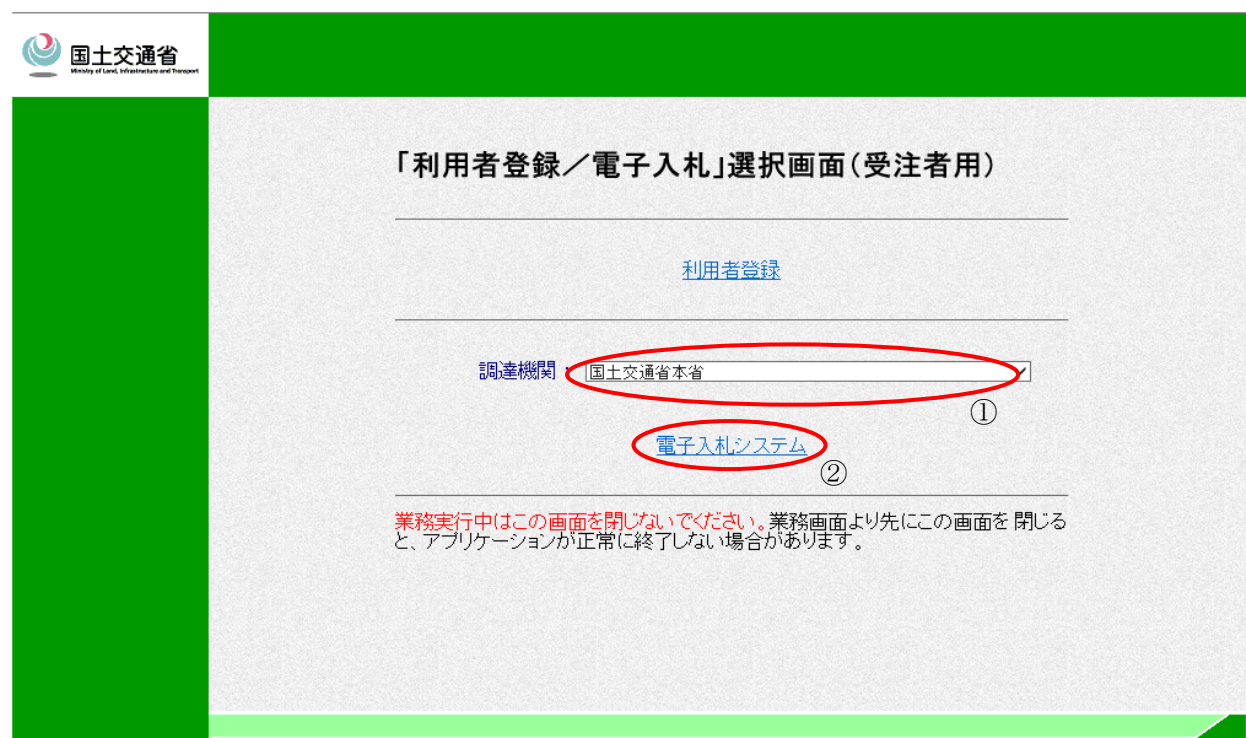 国土交通省
Ministry of Land, Infrastructure and Transport
「利用者登録／電子入札」選択画面(受注者用)
利用者登録
調達機関： 国土交通省本省
①
電子入札システム
②
業務実行中はこの画面を閉じないでください。業務画面より先にこの画面を 閉じる
と、アプリケーションが正常に終了しない場合があります。